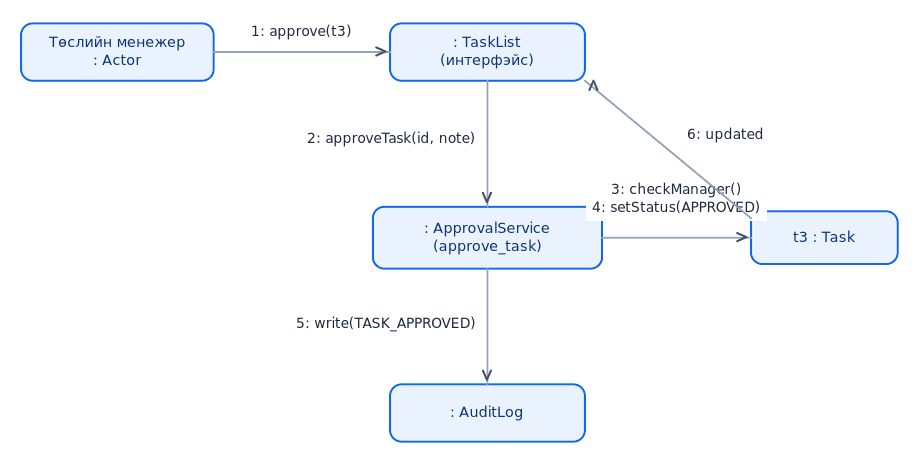 Төслийн менежер
: Actor
1: approve(t3)
: TaskList
(интерфэйс)
2: approveTask(id, note)
6: updated
3: checkManager()
4: setStatus(APPROVED)
: ApprovalService
(approve_task)
t3 : Task
5: write(TASK_APPROVED)
: AuditLog